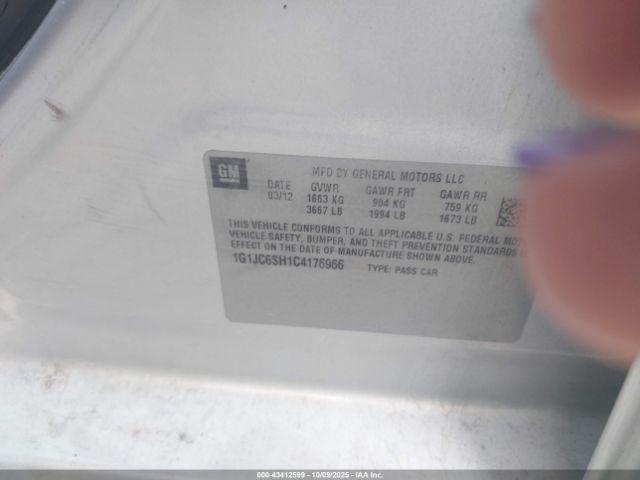 GM
MFD BY GENERAL MOTORS LLC
DATE GVWR GAWR FRT GAWR RR
03/12 1663 KG 904 KG 759 KG
3667 LB 1994 LB 1673 LB
THIS VEHICLE CONFORMS TO ALL APPLICABLE U.S. FEDERAL
VEHICLE SAFETY, BUMPER, AND THEFT PREVENTION STANDARDS
EFFECT ON THE DATE OF MANUFACTURE SHOWN ABOVE.
1G1JC6SH1C4176966 TYPE: PASS CAR
000-43412599 - 10/09/2025 - IAA Inc.